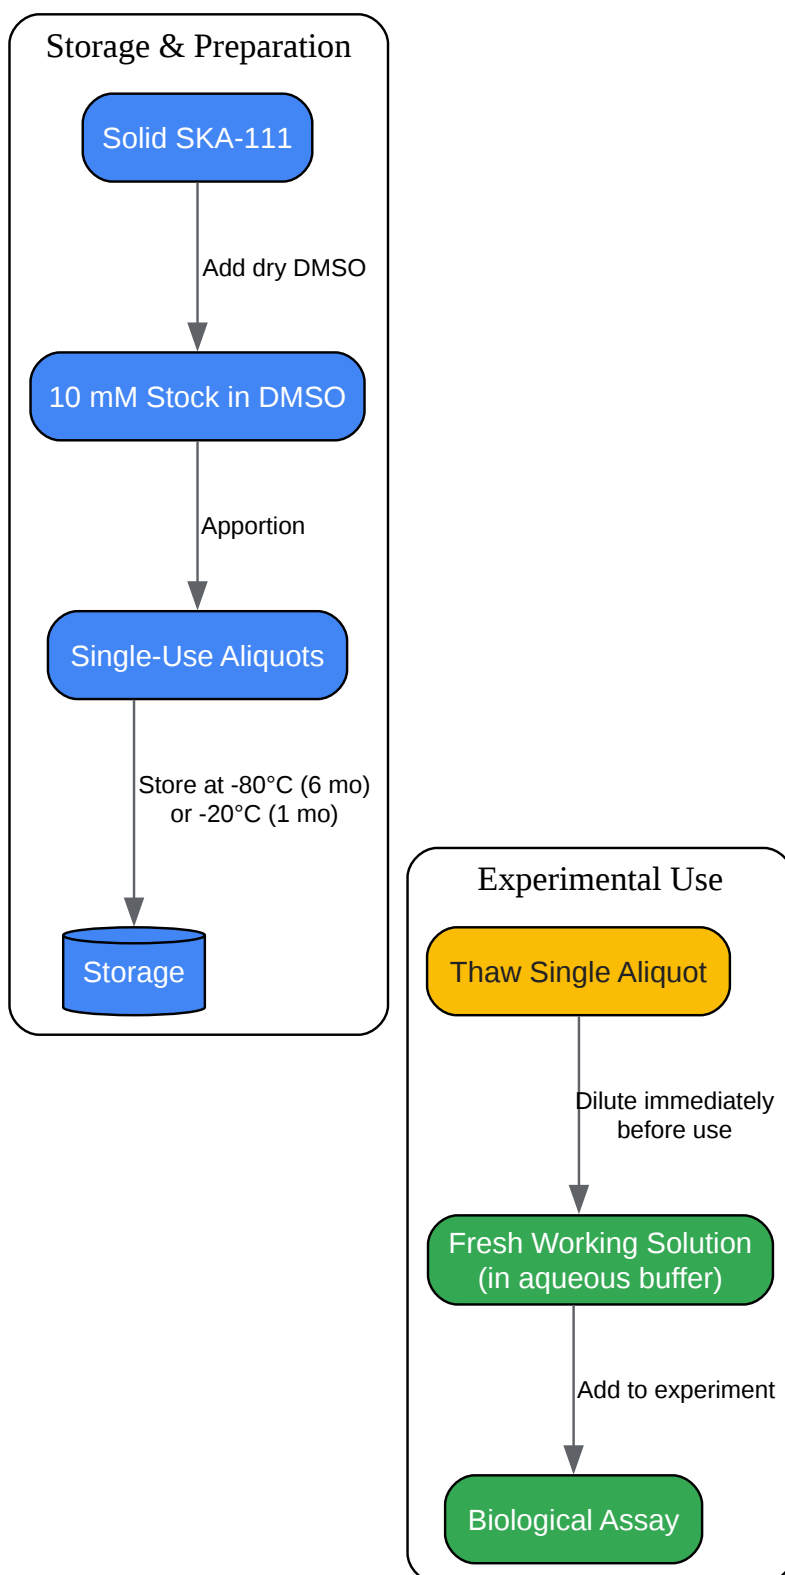 Storage & Preparation
Solid SKA-111
Add dry DMSO
10 mM Stock in DMSO
Apportion
Single-Use Aliquots
Store at -80°C (6 mo)
or -20°C (1 mo)
Storage
Experimental Use
Thaw Single Aliquot
Dilute immediately
before use
Fresh Working Solution
(in aqueous buffer)
Add to experiment
Biological Assay